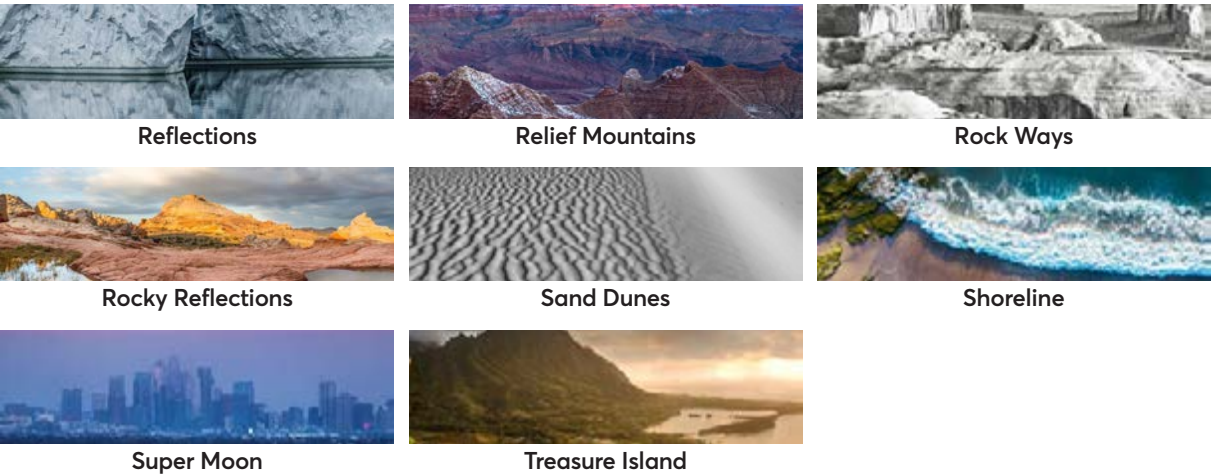 Reflections
Relief Mountains
Rock Ways
Rocky Reflections
Sand Dunes
Shoreline
Super Moon
Treasure Island